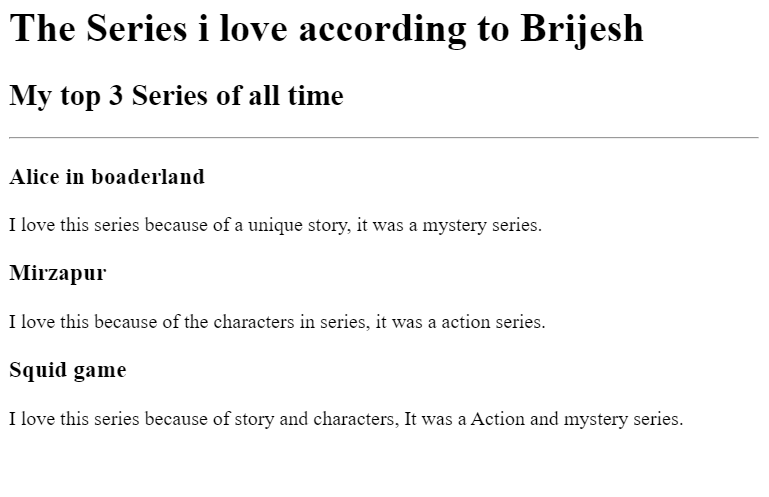 The Series i love according to Brijesh
My top 3 Series of all time
Alice in boaderland
I love this series because of a unique story, it was a mystery series.
Mirzapur
I love this because of the characters in series, it was a action series.
Squid game
I love this series because of story and characters, It was a Action and mystery series.